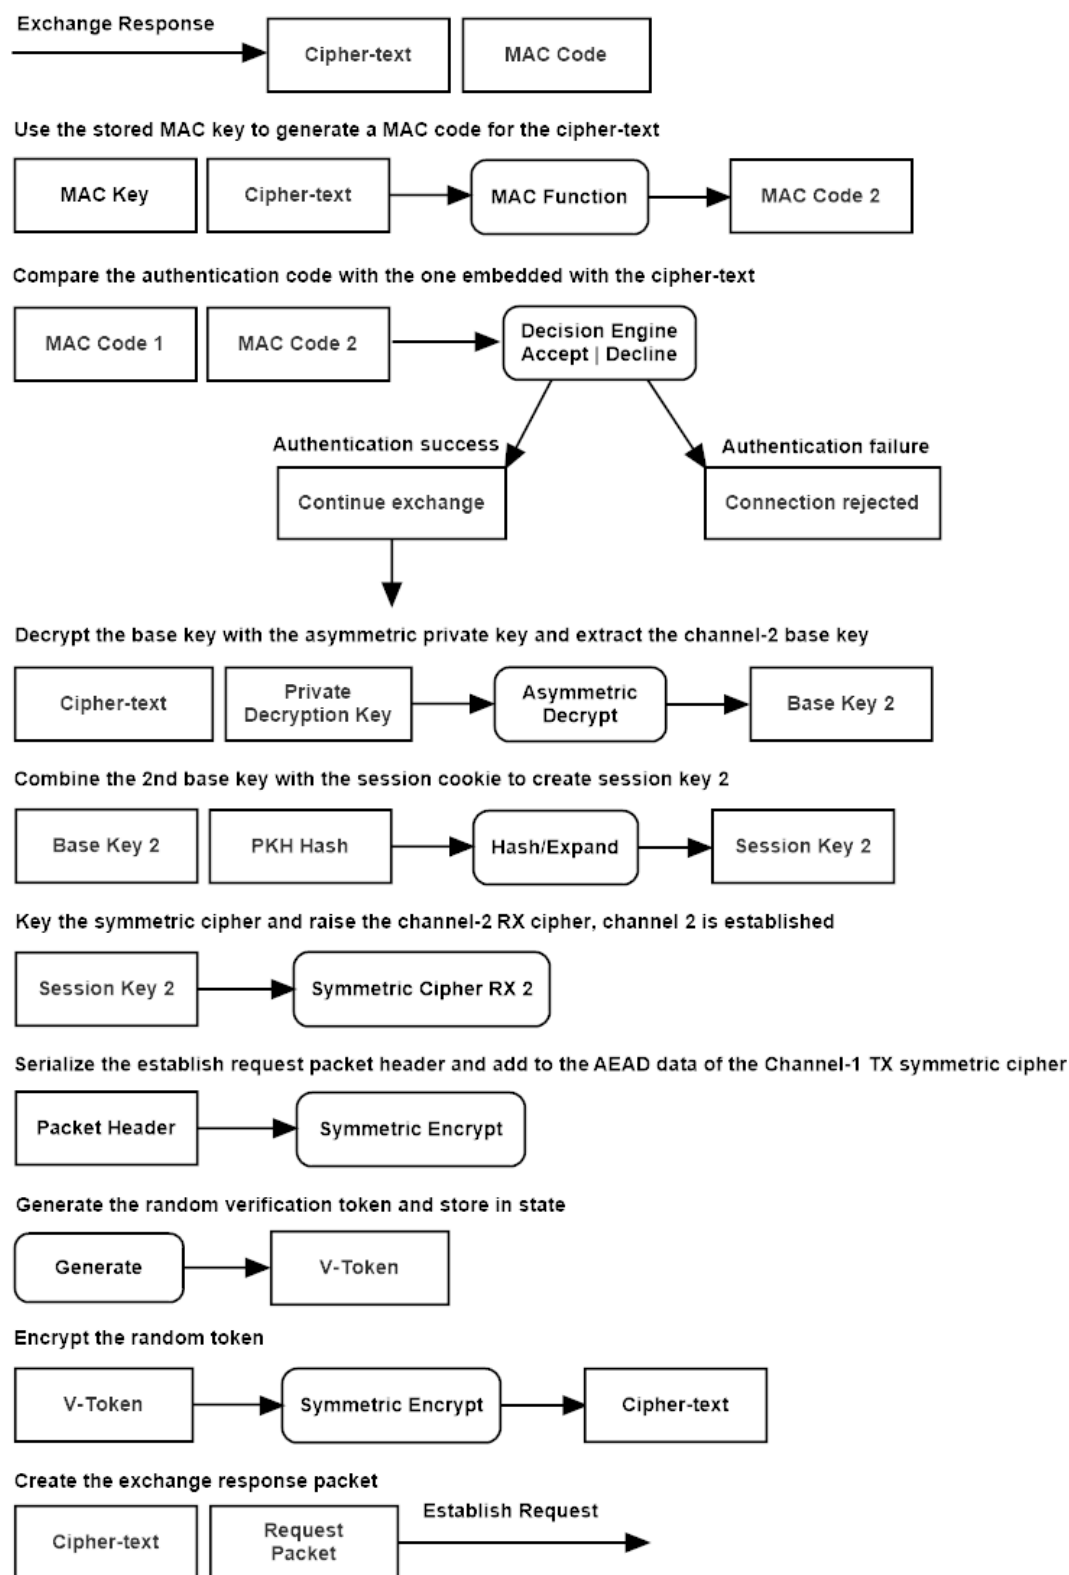 Exchange Response
Cipher-text
MAC Code
Use the stored MAC key to generate a MAC code for the cipher-text
MAC Key
Cipher-text
MAC Function
MAC Code 2
Compare the authentication code with the one embedded with the cipher-text
MAC Code 1
MAC Code 2
Decision Engine
Accept | Decline
Authentication success
Authentication failure
Continue exchange
Connection rejected
Decrypt the base key with the asymmetric private key and extract the channel-2 base key
Cipher-text
Private
Decryption Key
Asymmetric
Decrypt
Base Key 2
Combine the 2nd base key with the session cookie to create session key 2
Base Key 2
PKH Hash
Hash/Expand
Session Key 2
Key the symmetric cipher and raise the channel-2 RX cipher, channel 2 is established
Session Key 2
Symmetric Cipher RX 2
Serialize the establish request packet header and add to the AEAD data of the Channel-1 TX symmetric cipher
Packet Header
Symmetric Encrypt
Generate the random verification token and store in state
Generate
V-Token
Encrypt the random token
V-Token
Symmetric Encrypt
Cipher-text
Create the exchange response packet
Cipher-text
Request
Packet
Establish Request